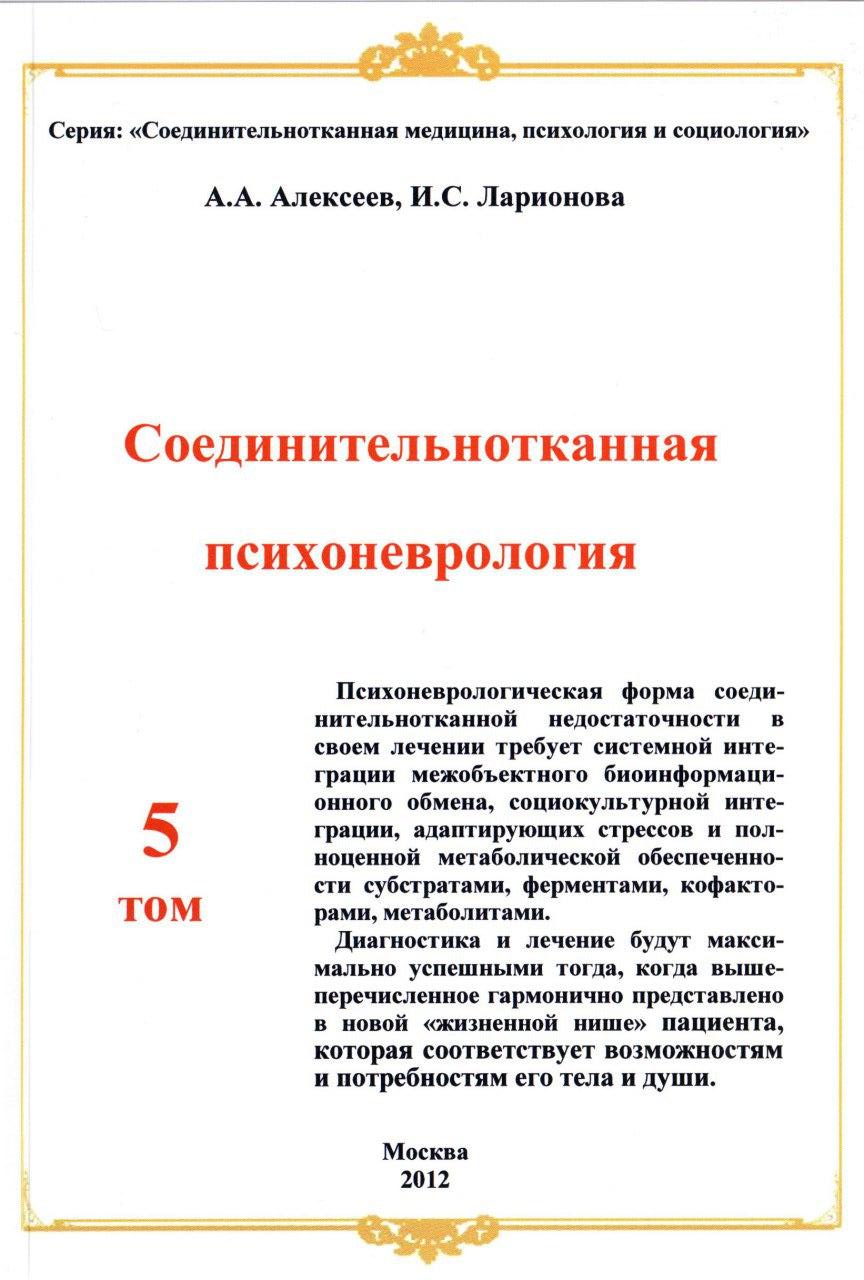 Серия: «Соединительнотканная медицина, психология и социология»
А.А. Алексеев, И.С. Ларионова
Соединительнотканная
психоневрология
5
том
Психоневрологическая форма соеди-
нительнотканной недостаточности в
своем лечении требует системной инте-
грации межобъектного биоинформаци-
онного обмена, социокультурной инте-
грации, адаптирующих стрессов и пол-
ноценной метаболической обеспеченно-
сти субстратами, ферментами, кофакто-
рами, метаболитами.
Диагностика и лечение будут макси-
мально успешными тогда, когда выше-
перечисленное гармонично представлено
в новой «жизненной нише» пациента,
которая соответствует возможностям
и потребностям его тела и души.
Москва
2012